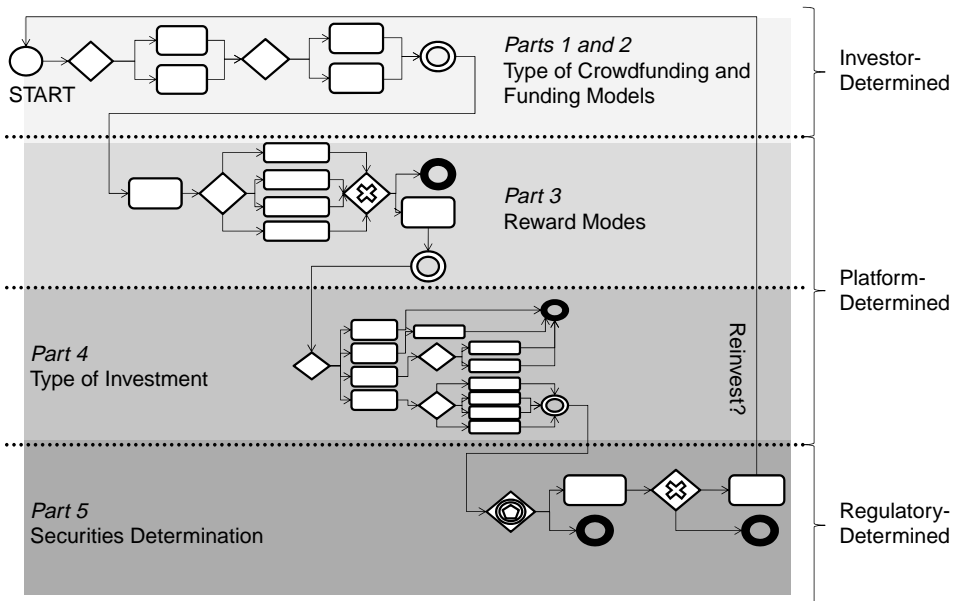 START
Parts 1 and 2
Type of Crowdfunding and
Funding Models
Investor-
Determined
Part 3
Reward Modes
Platform-
Determined
Part 4
Type of Investment
Reinvest?
Part 5
Securities Determination
Regulatory-
Determined